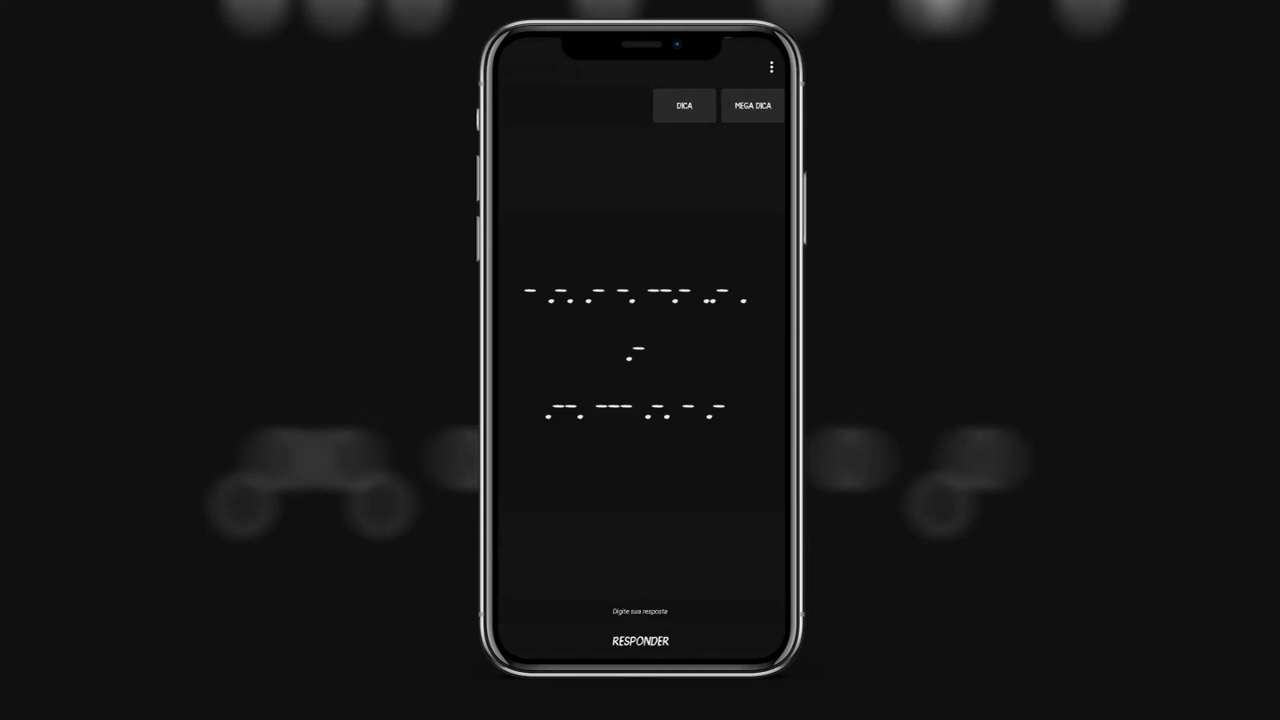 DICA
MEGA DICA
- .-. .- -. --.- ..- .
.-
.--. --- .-. - .-
Digite sua resposta
RESPONDER